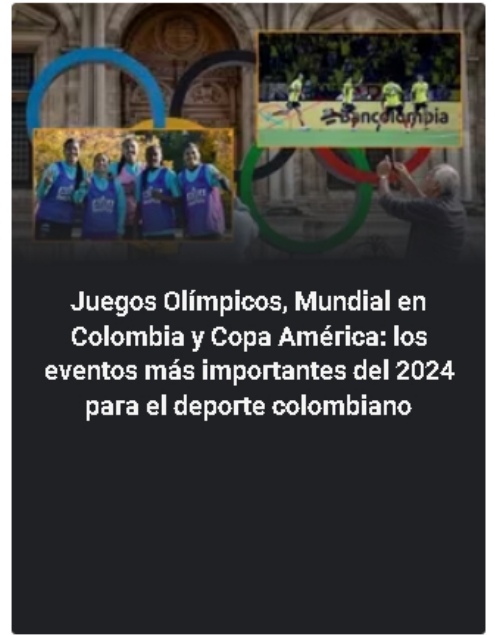 Bancolombia
Juegos Olímpicos, Mundial en
Colombia y Copa América: los
eventos más importantes del 2024
para el deporte colombiano